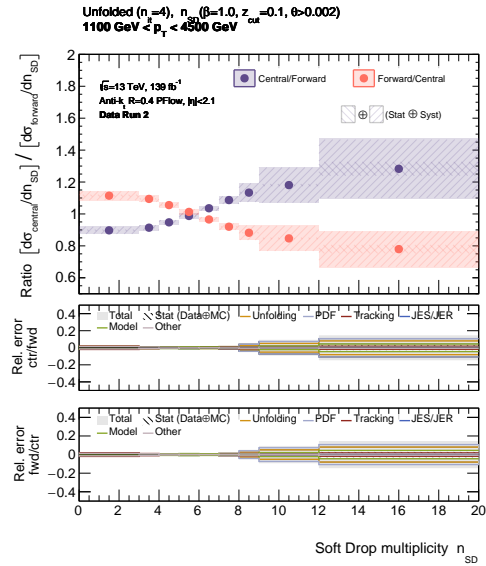 Unfolded (n_it=4), n_SD(β=1.0, z_cut=0.1, θ>0.002)
1100 GeV < p_T < 4500 GeV
Ratio [dσ_central/dn_SD] / [dσ_forward/dn_SD]
2
1.8
1.6
1.4
1.2
1
0.8
0.6
√s=13 TeV, 139 fb⁻¹
Anti-k_t R=0.4 PFlow, |η|<2.1
Data Run 2
Central/Forward
Forward/Central
⊕ (Stat ⊕ Syst)
Rel. error
ctr/fwd
0.4
0.2
0
−0.2
−0.4
Total
Stat (Data⊕MC)
Unfolding
PDF
Tracking
JES/JER
Model
Other
Rel. error
fwd/ctr
0.4
0.2
0
−0.2
−0.4
Total
Stat (Data⊕MC)
Unfolding
PDF
Tracking
JES/JER
Model
Other
0 2 4 6 8 10 12 14 16 18 20
Soft Drop multiplicity n_SD